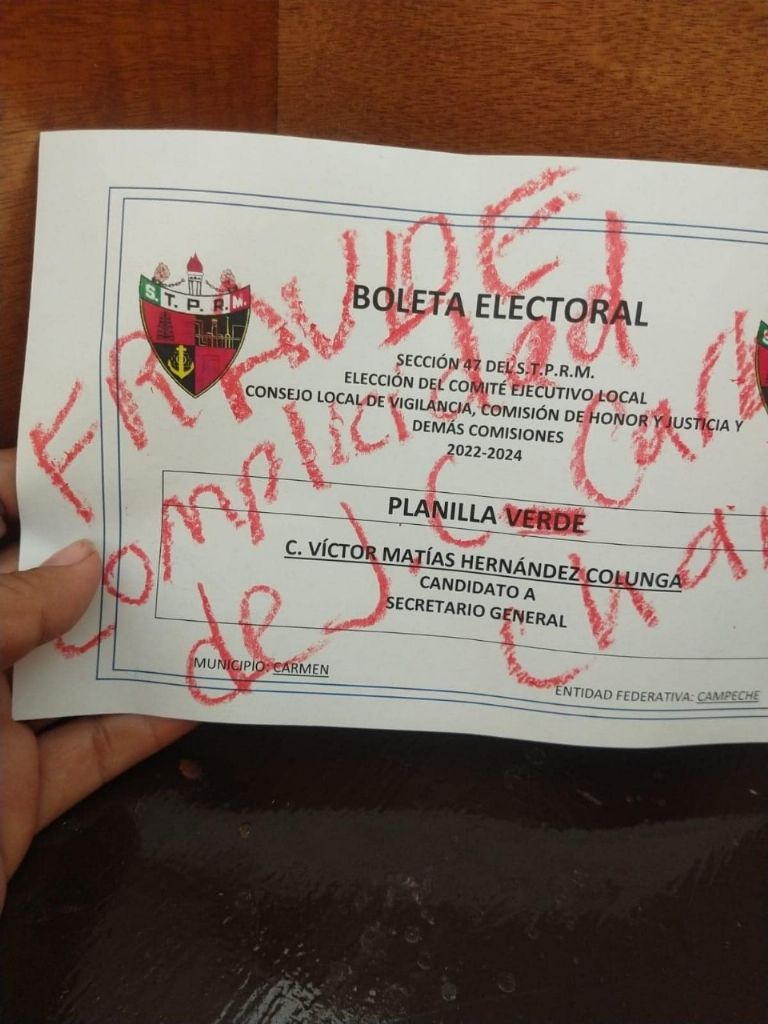 S. T. P. R. M.
BOLETA ELECTORAL
SECCIÓN 47 DEL S.T.P.R.M.
ELECCIÓN DEL COMITÉ EJECUTIVO LOCAL
CONSEJO LOCAL DE VIGILANCIA, COMISIÓN DE HONOR Y JUSTICIA Y
DEMÁS COMISIONES
2022-2024
PLANILLA VERDE
C. VÍCTOR MATÍAS HERNÁNDEZ COLUNGA
CANDIDATO A
SECRETARIO GENERAL
MUNICIPIO: CARMEN
ENTIDAD FEDERATIVA: CAMPECHE
FRAUDE
complicidad
de J.C.